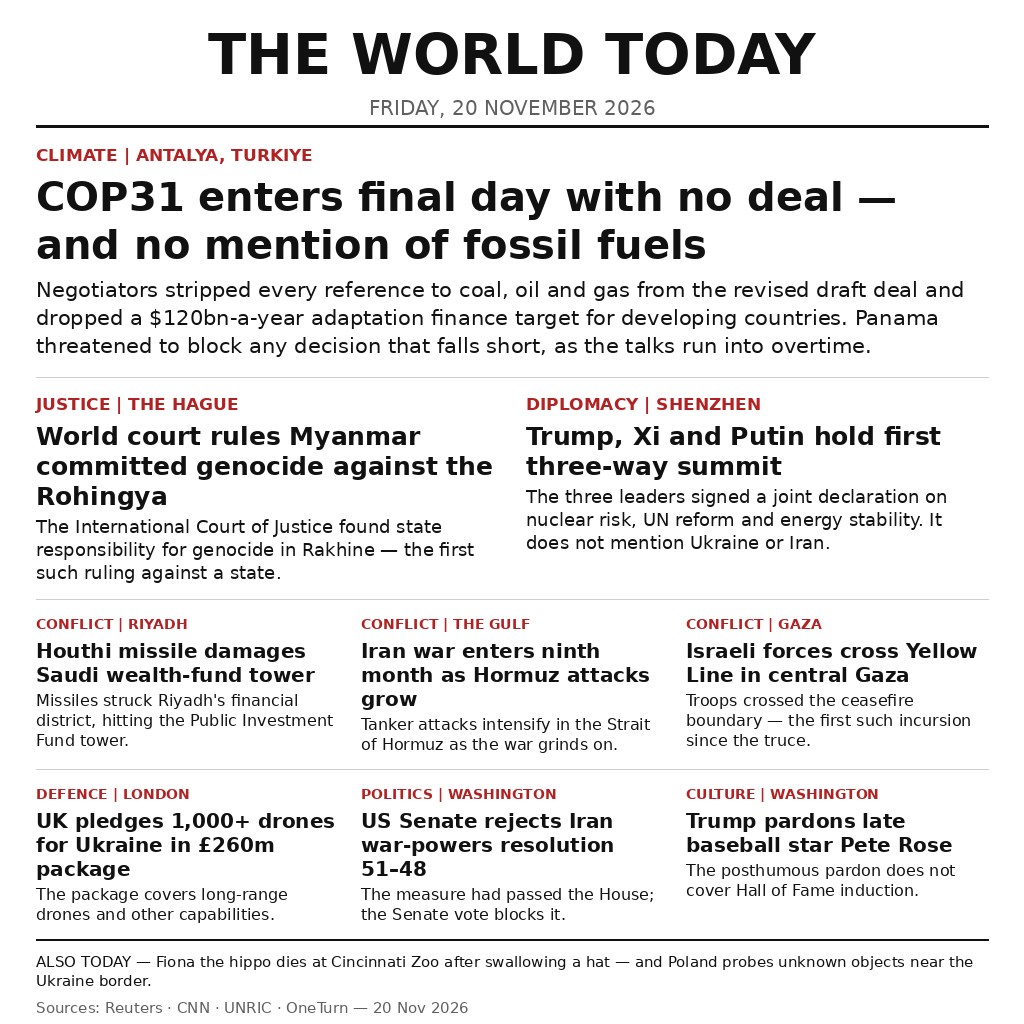 THE WORLD TODAY
FRIDAY, 20 NOVEMBER 2026
CLIMATE | ANTALYA, TURKIYE
COP31 enters final day with no deal —
and no mention of fossil fuels
Negotiators stripped every reference to coal, oil and gas from the revised draft deal and
dropped a $120bn-a-year adaptation finance target for developing countries. Panama
threatened to block any decision that falls short, as the talks run into overtime.
JUSTICE | THE HAGUE
World court rules Myanmar
committed genocide against the
Rohingya
The International Court of Justice found state
responsibility for genocide in Rakhine — the first
such ruling against a state.
DIPLOMACY | SHENZHEN
Trump, Xi and Putin hold first
three-way summit
The three leaders signed a joint declaration on
nuclear risk, UN reform and energy stability. It
does not mention Ukraine or Iran.
CONFLICT | RIYADH
Houthi missile damages
Saudi wealth-fund tower
Missiles struck Riyadh's financial
district, hitting the Public Investment
Fund tower.
CONFLICT | THE GULF
Iran war enters ninth
month as Hormuz attacks
grow
Tanker attacks intensify in the Strait
of Hormuz as the war grinds on.
CONFLICT | GAZA
Israeli forces cross Yellow
Line in central Gaza
Troops crossed the ceasefire
boundary — the first such incursion
since the truce.
DEFENCE | LONDON
UK pledges 1,000+ drones
for Ukraine in £260m
package
The package covers long-range
drones and other capabilities.
POLITICS | WASHINGTON
US Senate rejects Iran
war-powers resolution
51–48
The measure had passed the House;
the Senate vote blocks it.
CULTURE | WASHINGTON
Trump pardons late
baseball star Pete Rose
The posthumous pardon does not
cover Hall of Fame induction.
ALSO TODAY — Fiona the hippo dies at Cincinnati Zoo after swallowing a hat — and Poland probes unknown objects near the
Ukraine border.
Sources: Reuters · CNN · UNRIC · OneTurn — 20 Nov 2026